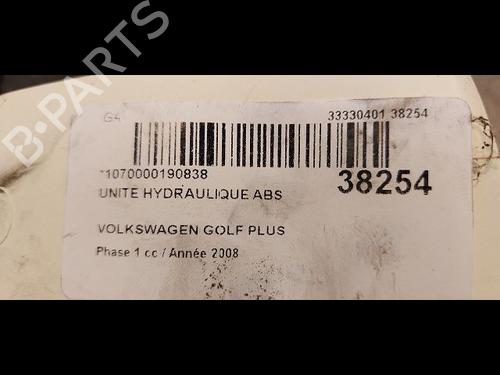 B-PARTS
G4 33330401 38254
*1070000190838
UNITE HYDRAULIQUE ABS
38254
VOLKSWAGEN GOLF PLUS
Phase 1 cc / Année 2008